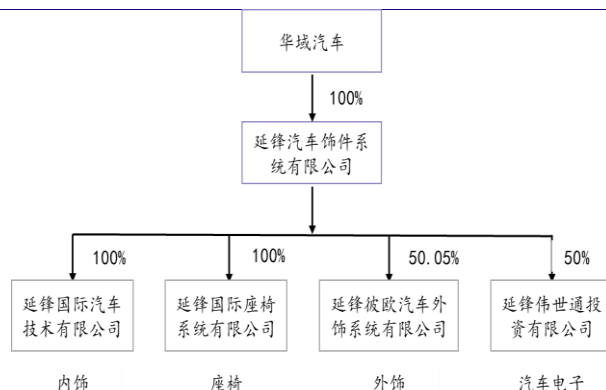 华域汽车
100%
延锋汽车饰件系
统有限公司
100%
100%
50.05%
50%
延锋国际汽车
技术有限公司
延锋国际座椅
系统有限公司
延锋彼欧汽车外
饰系统有限公司
延锋伟世通投
资有限公司
内饰
座椅
外饰
汽车电子